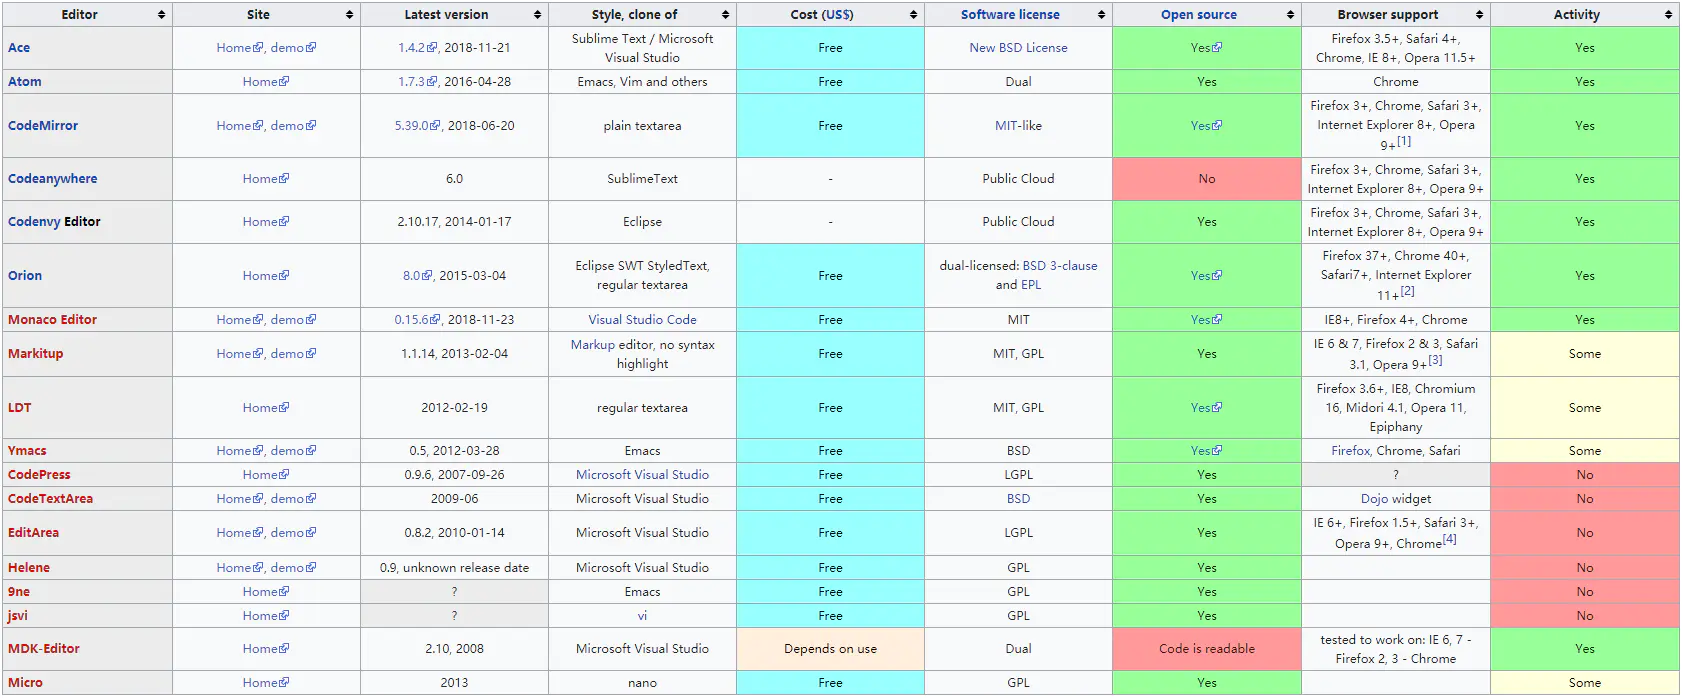 Editor Site Latest version Style, clone of Cost (US$) Software license Open source Browser support Activity
Ace Home, demo 1.4.2, 2018-11-21 Sublime Text / Microsoft Visual Studio Free New BSD License Yes Firefox 3.5+, Safari 4+, Chrome, IE 8+, Opera 11.5+ Yes
Atom Home 1.7.3, 2016-04-28 Emacs, Vim and others Free Dual Yes Chrome Yes
CodeMirror Home, demo 5.39.0, 2018-06-20 plain textarea Free MIT-like Yes Firefox 3+, Chrome, Safari 3+, Internet Explorer 8+, Opera 9+[1] Yes
Codeanywhere Home 6.0 SublimeText - Public Cloud No Firefox 3+, Chrome, Safari 3+, Internet Explorer 8+, Opera 9+ Yes
Codenvy Editor Home 2.10.17, 2014-01-17 Eclipse - Public Cloud Yes Firefox 3+, Chrome, Safari 3+, Internet Explorer 8+, Opera 9+ Yes
Orion Home 8.0, 2015-03-04 Eclipse SWT StyledText, regular textarea Free dual-licensed: BSD 3-clause and EPL Yes Firefox 37+, Chrome 40+, Safari7+, Internet Explorer 11+[2] Yes
Monaco Editor Home, demo 0.15.6, 2018-11-23 Visual Studio Code Free MIT Yes IE8+, Firefox 4+, Chrome Yes
Markitup Home, demo 1.1.14, 2013-02-04 Markup editor, no syntax highlight Free MIT, GPL Yes IE 6 & 7, Firefox 2 & 3, Safari 3.1, Opera 9+[3] Some
LDT Home 2012-02-19 regular textarea Free MIT, GPL Yes Firefox 3.6+, IE8, Chromium 16, Midori 4.1, Opera 11, Epiphany Some
Ymacs Home, demo 0.5, 2012-03-28 Emacs Free BSD Yes Firefox, Chrome, Safari Some
CodePress Home 0.9.6, 2007-09-26 Microsoft Visual Studio Free LGPL Yes ? No
CodeTextArea Home, demo 2009-06 Microsoft Visual Studio Free BSD Yes Dojo widget No
EditArea Home, demo 0.8.2, 2010-01-14 Microsoft Visual Studio Free LGPL Yes IE 6+, Firefox 1.5+, Safari 3+, Opera 9+, Chrome[4] No
Helene Home, demo 0.9, unknown release date Microsoft Visual Studio Free GPL Yes No
9ne Home ? Emacs Free GPL Yes No
jsvi Home ? vi Free GPL Yes No
MDK-Editor Home 2.10, 2008 Microsoft Visual Studio Depends on use Dual Code is readable tested to work on: IE 6, 7 - Firefox 2, 3 - Chrome Yes
Micro Home 2013 nano Free GPL Yes Some